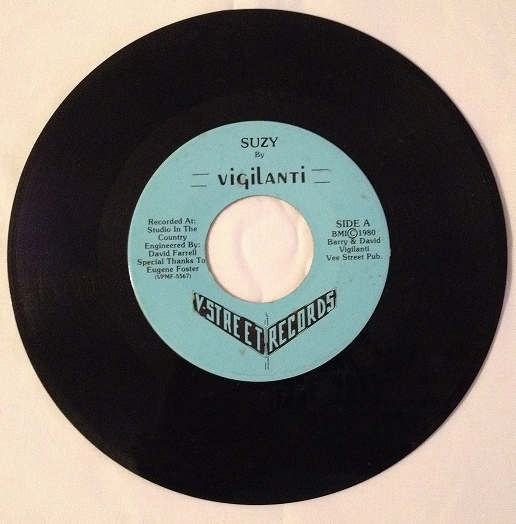 SUZY
By
VIGILANTI
Recorded At:
Studio In The
Country
Engineered By:
David Farrell
Special Thanks To
Eugene Foster
(VPMF-5567)
SIDE A
BMI©1980
Barry & David
Vigilanti
Vee Street Pub.
V-STREET RECORDS